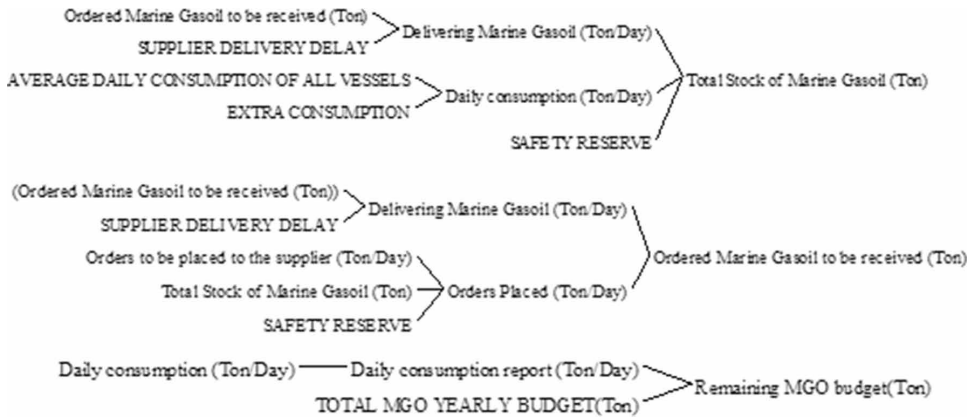 Ordered Marine Gasoil to be received (Ton)
Delivering Marine Gasoil (Ton/Day)
SUPPLIER DELIVERY DELAY
AVERAGE DAILY CONSUMPTION OF ALL VESSELS
Total Stock of Marine Gasoil (Ton)
Daily consumption (Ton/Day)
EXTRA CONSUMPTION
SAFETY RESERVE
(Ordered Marine Gasoil to be received (Ton))
Delivering Marine Gasoil (Ton/Day)
SUPPLIER DELIVERY DELAY
Orders to be placed to the supplier (Ton/Day)
Ordered Marine Gasoil to be received (Ton)
Total Stock of Marine Gasoil (Ton)
Orders Placed (Ton/Day)
SAFETY RESERVE
Daily consumption (Ton/Day)
Daily consumption report (Ton/Day)
Remaining MGO budget(Ton)
TOTAL MGO YEARLY BUDGET(Ton)